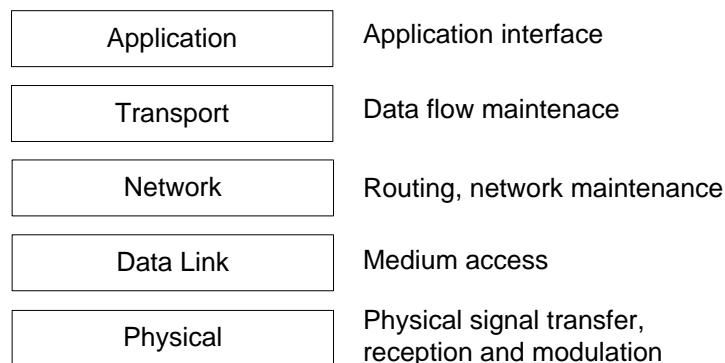 Application
Application interface
Transport
Data flow maintenace
Network
Routing, network maintenance
Data Link
Medium access
Physical
Physical signal transfer,
reception and modulation